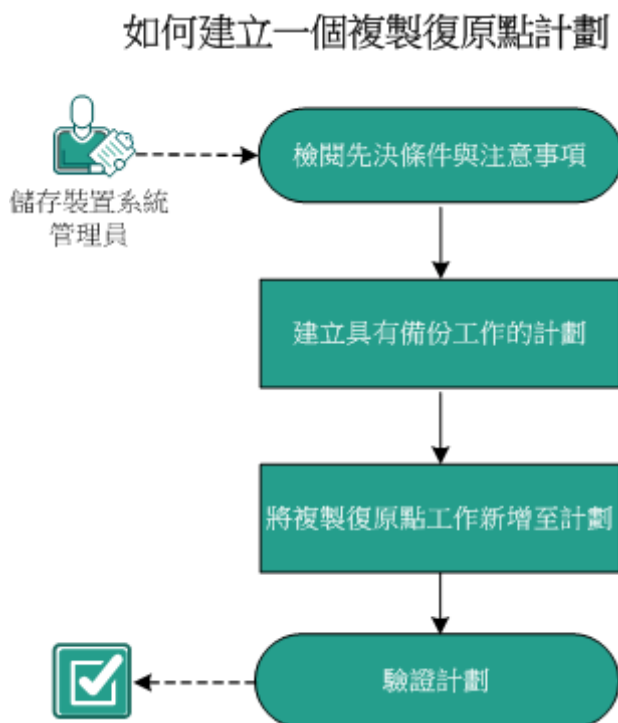 如何建立一個複製復原點計劃
檢閱先決條件與注意事項
儲存裝置系統
管理員
建立具有備份工作的計劃
將複製復原點工作新增至計劃
驗證計劃